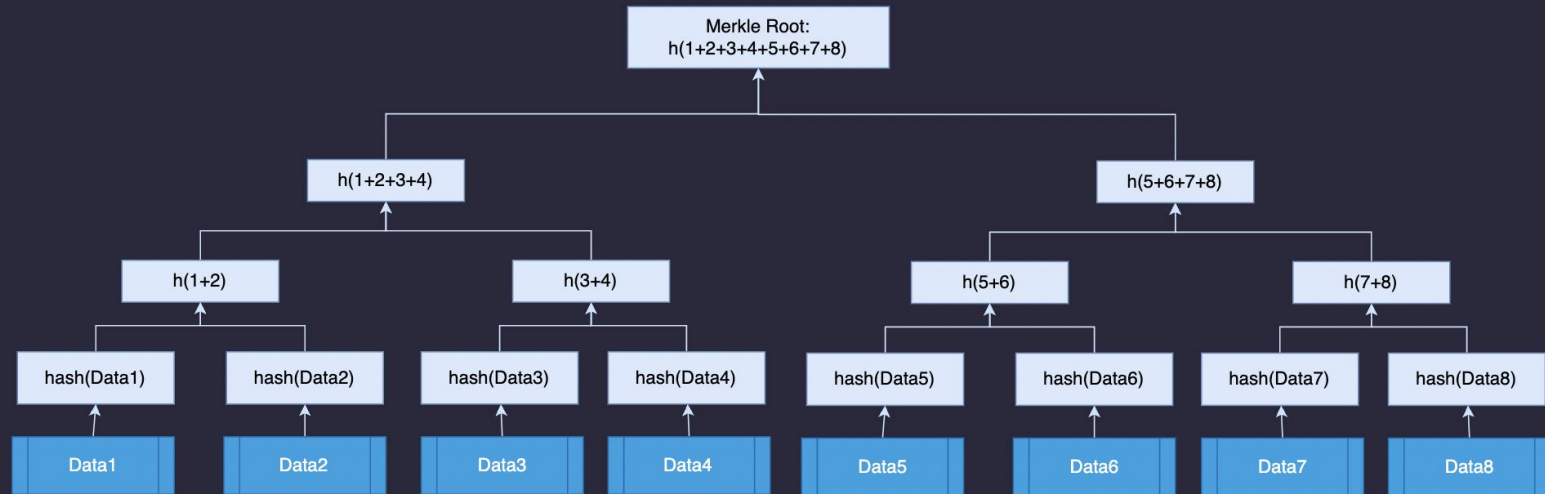 Merkle Root:
h(1+2+3+4+5+6+7+8)
h(1+2+3+4)
h(5+6+7+8)
h(1+2)
h(3+4)
h(5+6)
h(7+8)
hash(Data1)
hash(Data2)
hash(Data3)
hash(Data4)
hash(Data5)
hash(Data6)
hash(Data7)
hash(Data8)
Data1
Data2
Data3
Data4
Data5
Data6
Data7
Data8